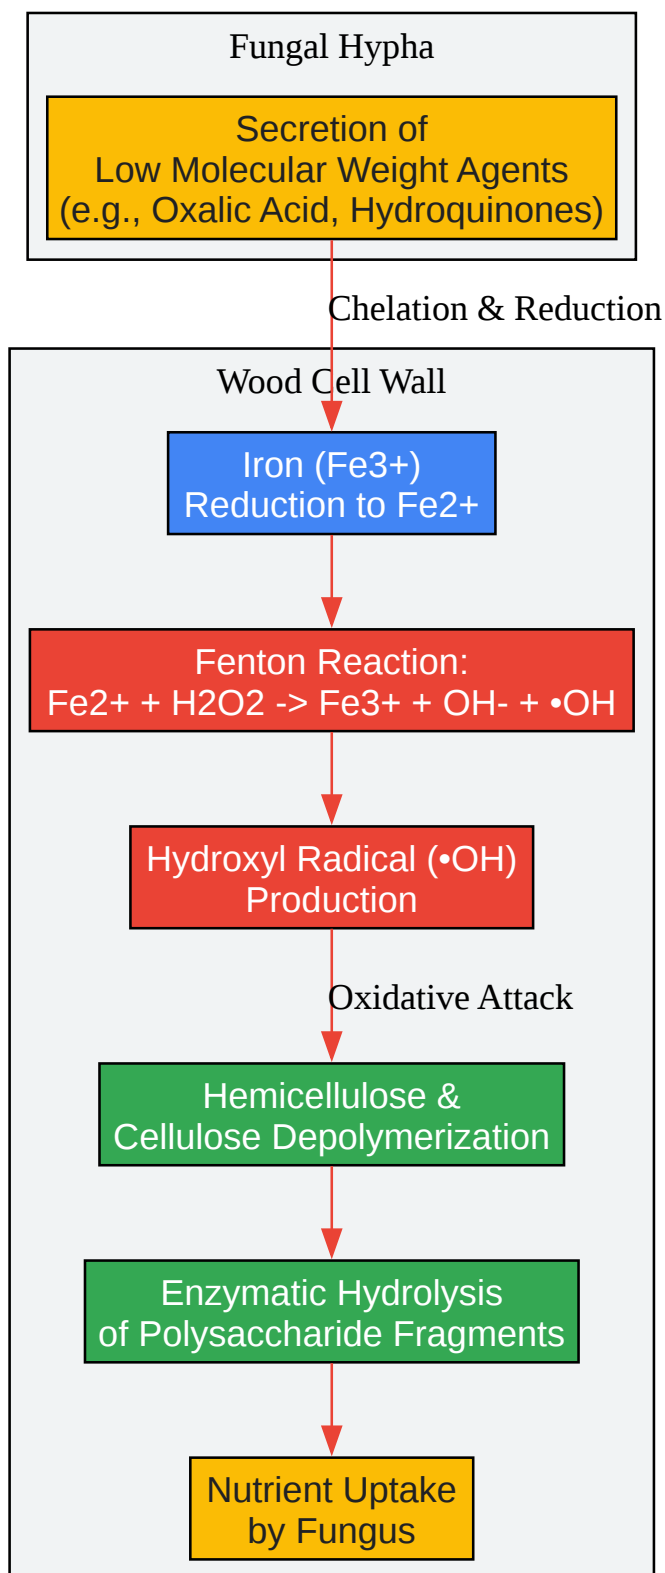 Fungal Hypha
Secretion of
Low Molecular Weight Agents
(e.g., Oxalic Acid, Hydroquinones)
Chelation & Reduction
Wood Cell Wall
Iron (Fe3+)
Reduction to Fe2+
Fenton Reaction:
Fe2+ + H2O2 -> Fe3+ + OH- + •OH
Hydroxyl Radical (•OH)
Production
Oxidative Attack
Hemicellulose &
Cellulose Depolymerization
Enzymatic Hydrolysis
of Polysaccharide Fragments
Nutrient Uptake
by Fungus